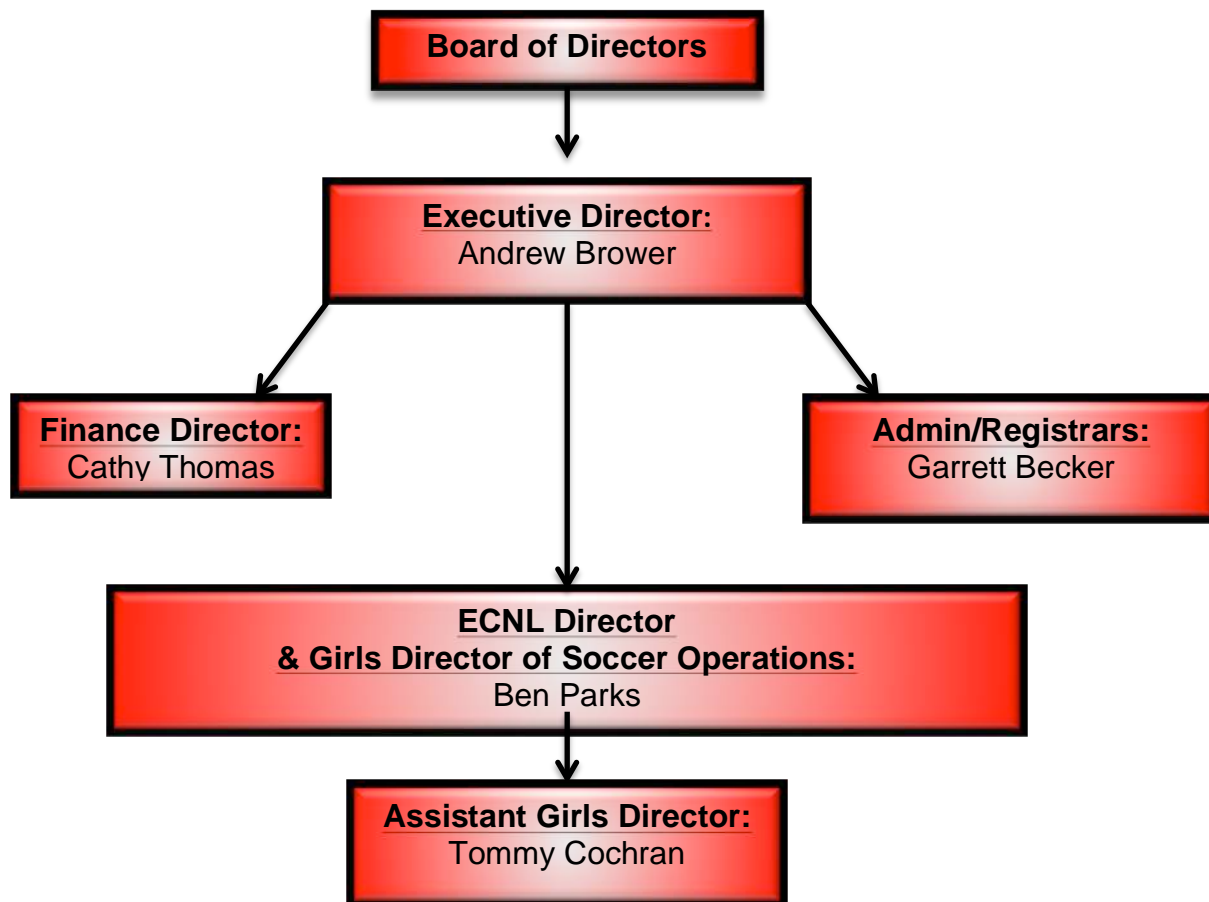 Board of Directors
Executive Director:
Andrew Brower
Finance Director:
Cathy Thomas
Admin/Registrars:
Garrett Becker
ECNL Director
& Girls Director of Soccer Operations:
Ben Parks
Assistant Girls Director:
Tommy Cochran